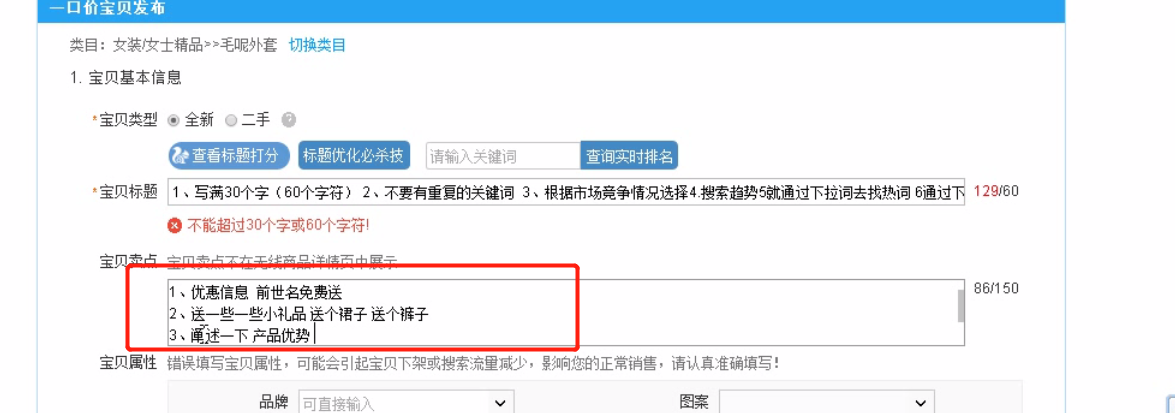 一口价宝贝发布
类目：女装/女士精品>>毛呢外套 切换类目
1. 宝贝基本信息
*宝贝类型 全新 二手 ?
查看标题打分 标题优化必杀技 请输入关键词 查询实时排名
*宝贝标题 1、写满30个字（60个字符） 2、不要有重复的关键词 3、根据市场竞争情况选择4.搜索趋势5就通过下拉词去找热词 6通过下 129/60
不能超过30个字或60个字符!
宝贝卖点 宝贝卖点不在无线商品详情页中展示
1、优惠信息 前世名免费送 86/150
2、送一些一些小礼品 送个裙子 送个裤子
3、阐述一下 产品优势
宝贝属性 错误填写宝贝属性，可能会引起宝贝下架或搜索流量减少，影响您的正常销售，请认真准确填写！
品牌 可直接输入 图案